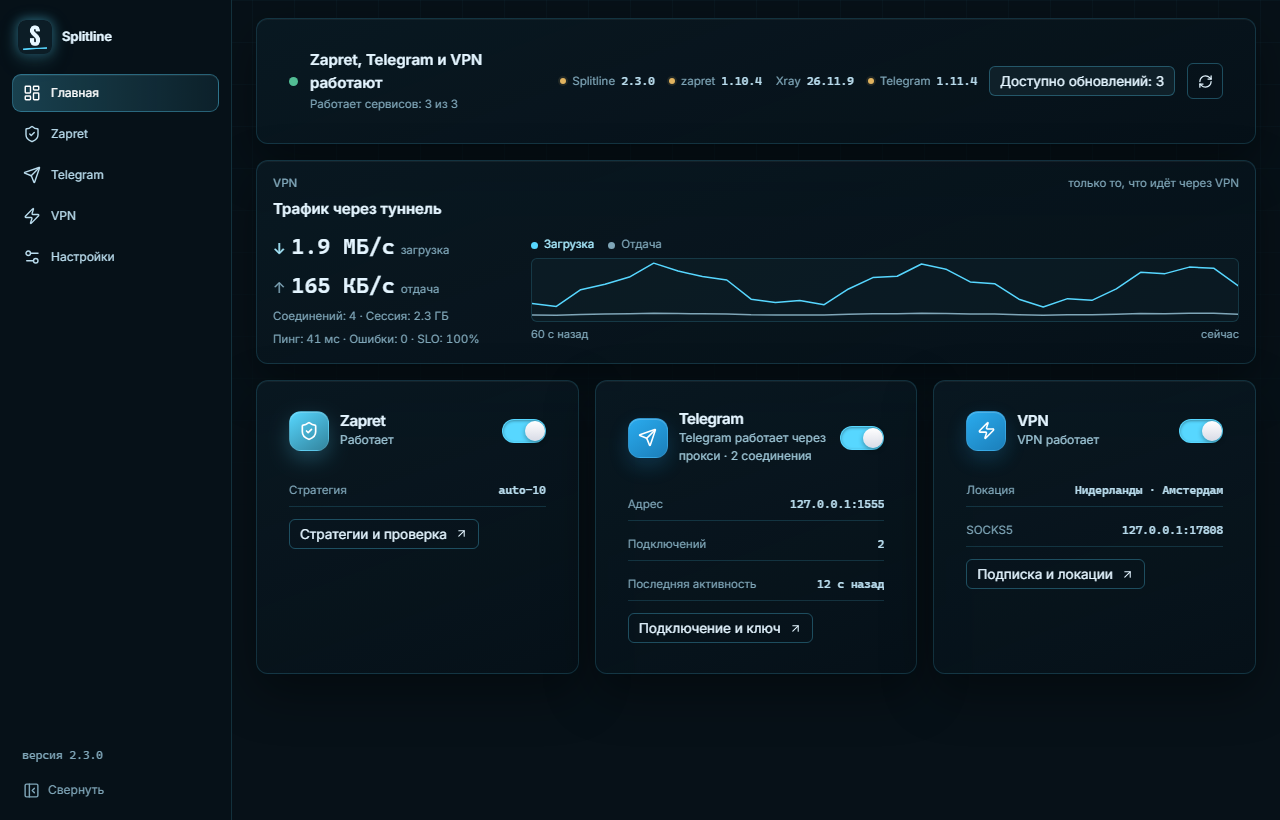 S Splitline
Главная
Zapret
Telegram
VPN
Настройки
версия 2.3.0
Свернуть
Zapret, Telegram и VPN
работают
Работает сервисов: 3 из 3
Splitline 2.3.0 zapret 1.10.4 Xray 26.11.9 Telegram 1.11.4
Доступно обновлений: 3
VPN
только то, что идёт через VPN
Трафик через туннель
↓ 1.9 МБ/с загрузка
↑ 165 КБ/с отдача
Соединений: 4 · Сессия: 2.3 ГБ
Пинг: 41 мс · Ошибки: 0 · SLO: 100%
Загрузка Отдача
60 с назад сейчас
Zapret
Работает
Стратегия auto-10
Стратегии и проверка
Telegram
Telegram работает через
прокси · 2 соединения
Адрес 127.0.0.1:1555
Подключений 2
Последняя активность 12 с назад
Подключение и ключ
VPN
VPN работает
Локация Нидерланды · Амстердам
SOCKS5 127.0.0.1:17808
Подписка и локации